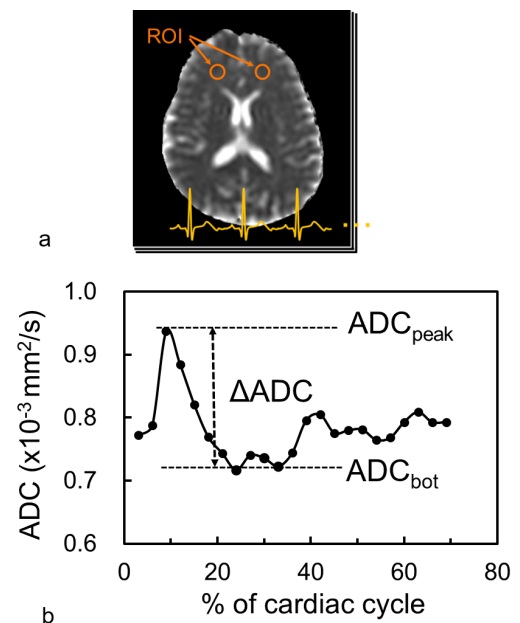 ROI
a
1.0
0.9
0.8
0.7
0.6
ADC (x10⁻³ mm²/s)
ADCpeak
ΔADC
ADCbot
0 20 40 60 80
% of cardiac cycle
b